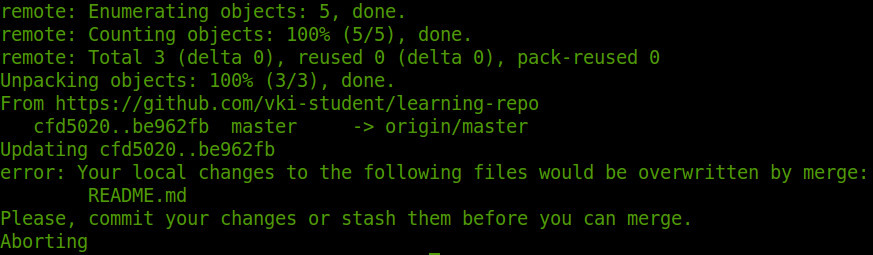 remote: Enumerating objects: 5, done.
remote: Counting objects: 100% (5/5), done.
remote: Total 3 (delta 0), reused 0 (delta 0), pack-reused 0
Unpacking objects: 100% (3/3), done.
From https://github.com/vki-student/learning-repo
   cfd5020..be962fb  master     -> origin/master
Updating cfd5020..be962fb
error: Your local changes to the following files would be overwritten by merge:
        README.md
Please, commit your changes or stash them before you can merge.
Aborting